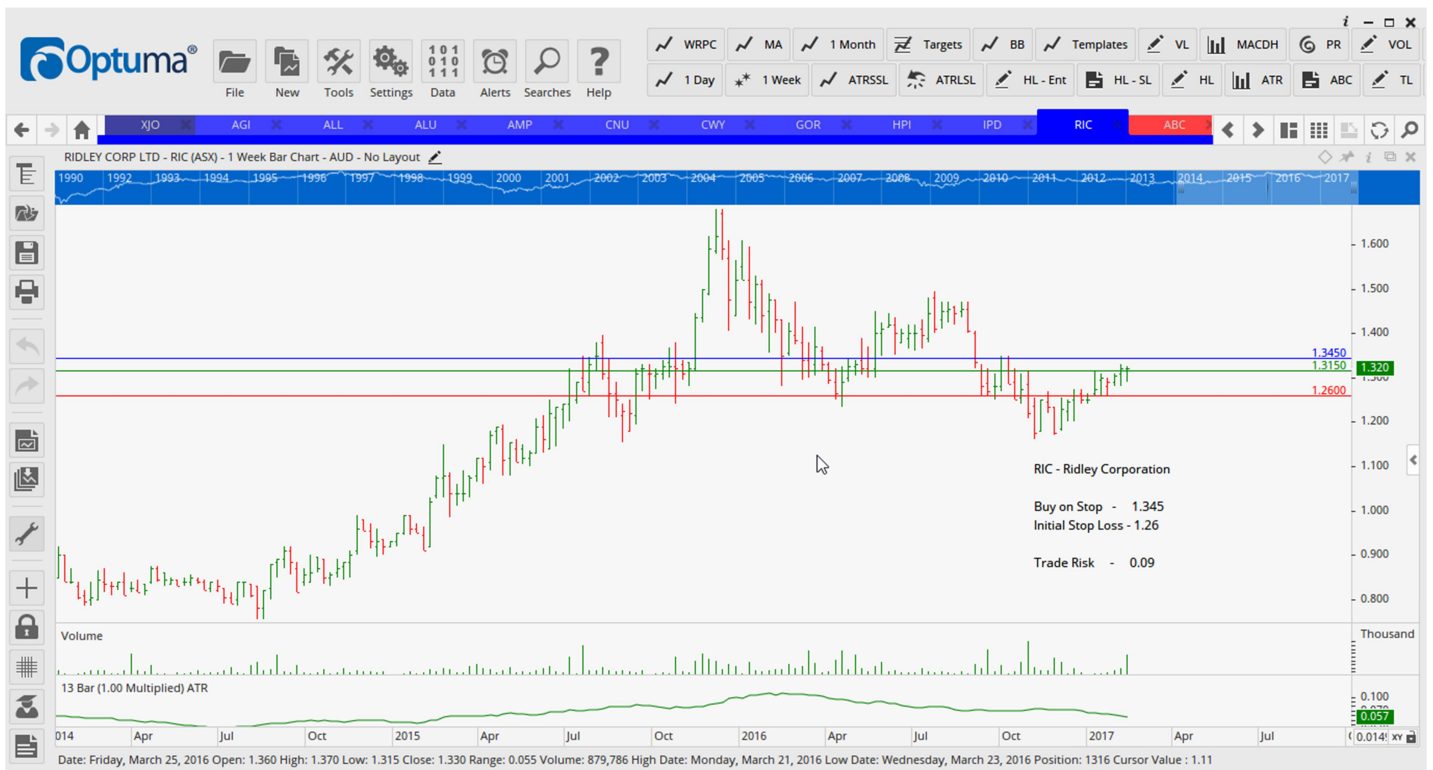 i
Optuma®
File New Tools Settings Data Alerts Searches Help
101
010
111
WRPC MA 1 Month Targets BB Templates VL MACDH PR VOL
1 Day 1 Week ATRSSL ATRLSL HL - Ent HL - SL HL ATR ABC TL
XJO AGI ALL ALU AMP CNU CWY GOR HPI IPD RIC ABC
RIDLEY CORP LTD - RIC (ASX) - 1 Week Bar Chart - AUD - No Layout
1990 1992 1993 1994 1995 1996 1997 1998 1999 2000 2001 2002 2003 2004 2005 2006 2007 2008 2009 2010 2011 2012 2013 2014 2015 2016 2017
1.600
1.500
1.400
1.3450
1.3150
1.320
1.300
1.2600
1.200
1.100
RIC - Ridley Corporation
Buy on Stop - 1.345
1.000
Initial Stop Loss - 1.26
Trade Risk - 0.09
0.900
0.800
Volume
Thousand
13 Bar (1.00 Multiplied) ATR
0.100
0.057
014 Apr Jul Oct 2015 Apr Jul Oct 2016 Apr Jul Oct 2017 Apr Jul XY
Date: Friday, March 25, 2016 Open: 1.360 High: 1.370 Low: 1.315 Close: 1.330 Range: 0.055 Volume: 879,786 High Date: Monday, March 21, 2016 Low Date: Wednesday, March 23, 2016 Position: 1316 Cursor Value : 1.11